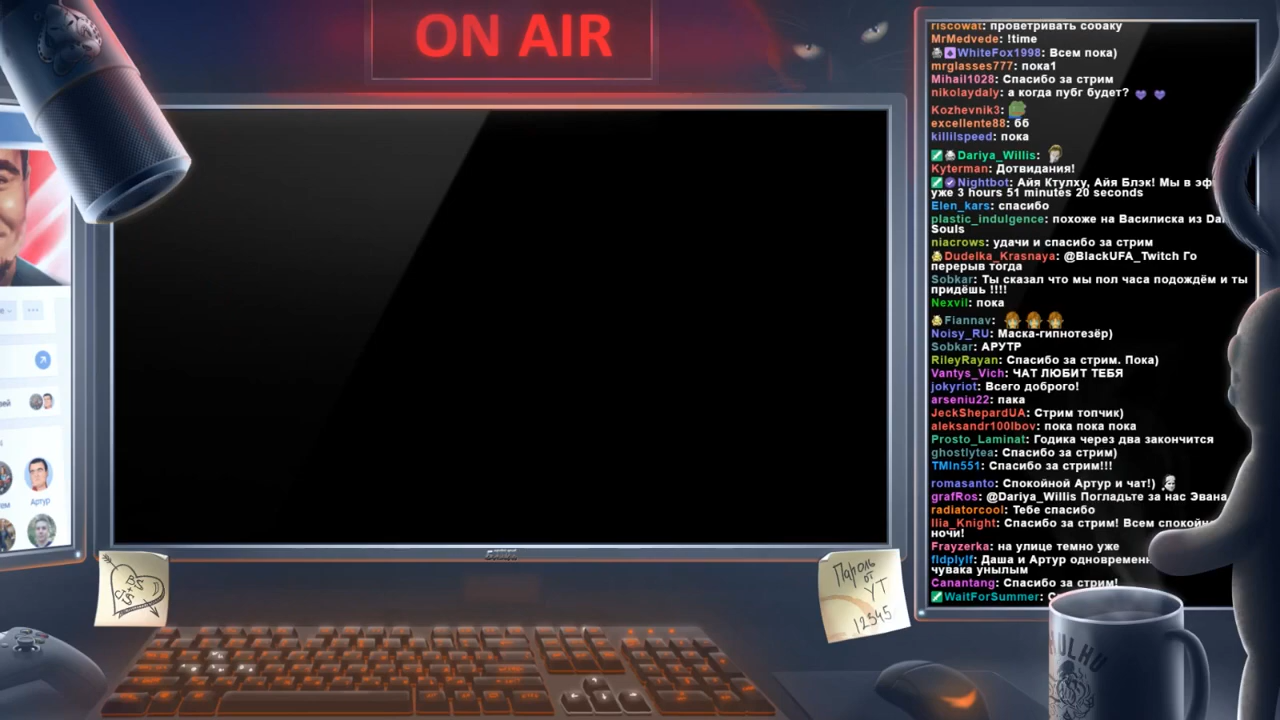 ON AIR
riscowat: проветривать собаку
MrMedvede: !time
WhiteFox1998: Всем пока)
mrglasses777: пока1
Mihail1028: Спасибо за стрим
nikolaydaly: а когда пубг будет?
Kozhevnik3:
excellente88: бб
killilspeed: пока
Dariya_Willis:
Kyterman: Дотвидания!
Nightbot: Айя Ктулху, Айя Блэк! Мы в эф
уже 3 hours 51 minutes 20 seconds
Elen_kars: спасибо
plastic_indulgence: похоже на Василиска из Da
Souls
niacrows: удачи и спасибо за стрим
Dudelka_Krasnaya: @BlackUFA_Twitch Го
перерыв тогда
Sobkar: Ты сказал что мы пол часа подождём и ты
придёшь !!!!
Nexvil: пока
Fiannav:
Noisy_RU: Маска-гипнотезёр)
Sobkar: АРУТР
RileyRayan: Спасибо за стрим. Пока)
Vantys_Vich: ЧАТ ЛЮБИТ ТЕБЯ
jokyriot: Всего доброго!
arseniu22: пака
JeckShepardUA: Стрим топчик)
aleksandr100lbov: пока пока пока
Prosto_Laminat: Годика через два закончится
ghostlytea: Спасибо за стрим)
TMln551: Спасибо за стрим!!!
romasanto: Спокойной Артур и чат!)
grafRos: @Dariya_Willis Погладьте за нас Эвана
radiatorcool: Тебе спасибо
Ilia_Knight: Спасибо за стрим! Всем спокойн
ночи!
Frayzerka: на улице темно уже
fldplylf: Даша и Артур одновремен
чувака унылым
Canantang: Спасибо за стрим!
WaitForSummer: С
Артур
BS
+
JS
Пароль
от
YT
12345
THULHU